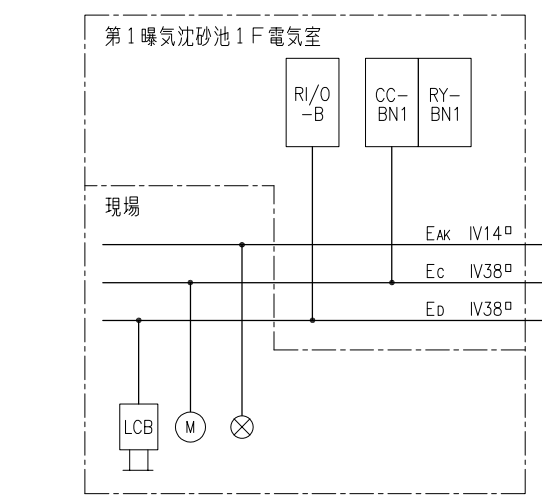 第1曝気沈砂池1F電気室
RI/O
-B
CC-
BN1
RY-
BN1
現場
EAK IV14□
EC IV38□
ED IV38□
LCB
M